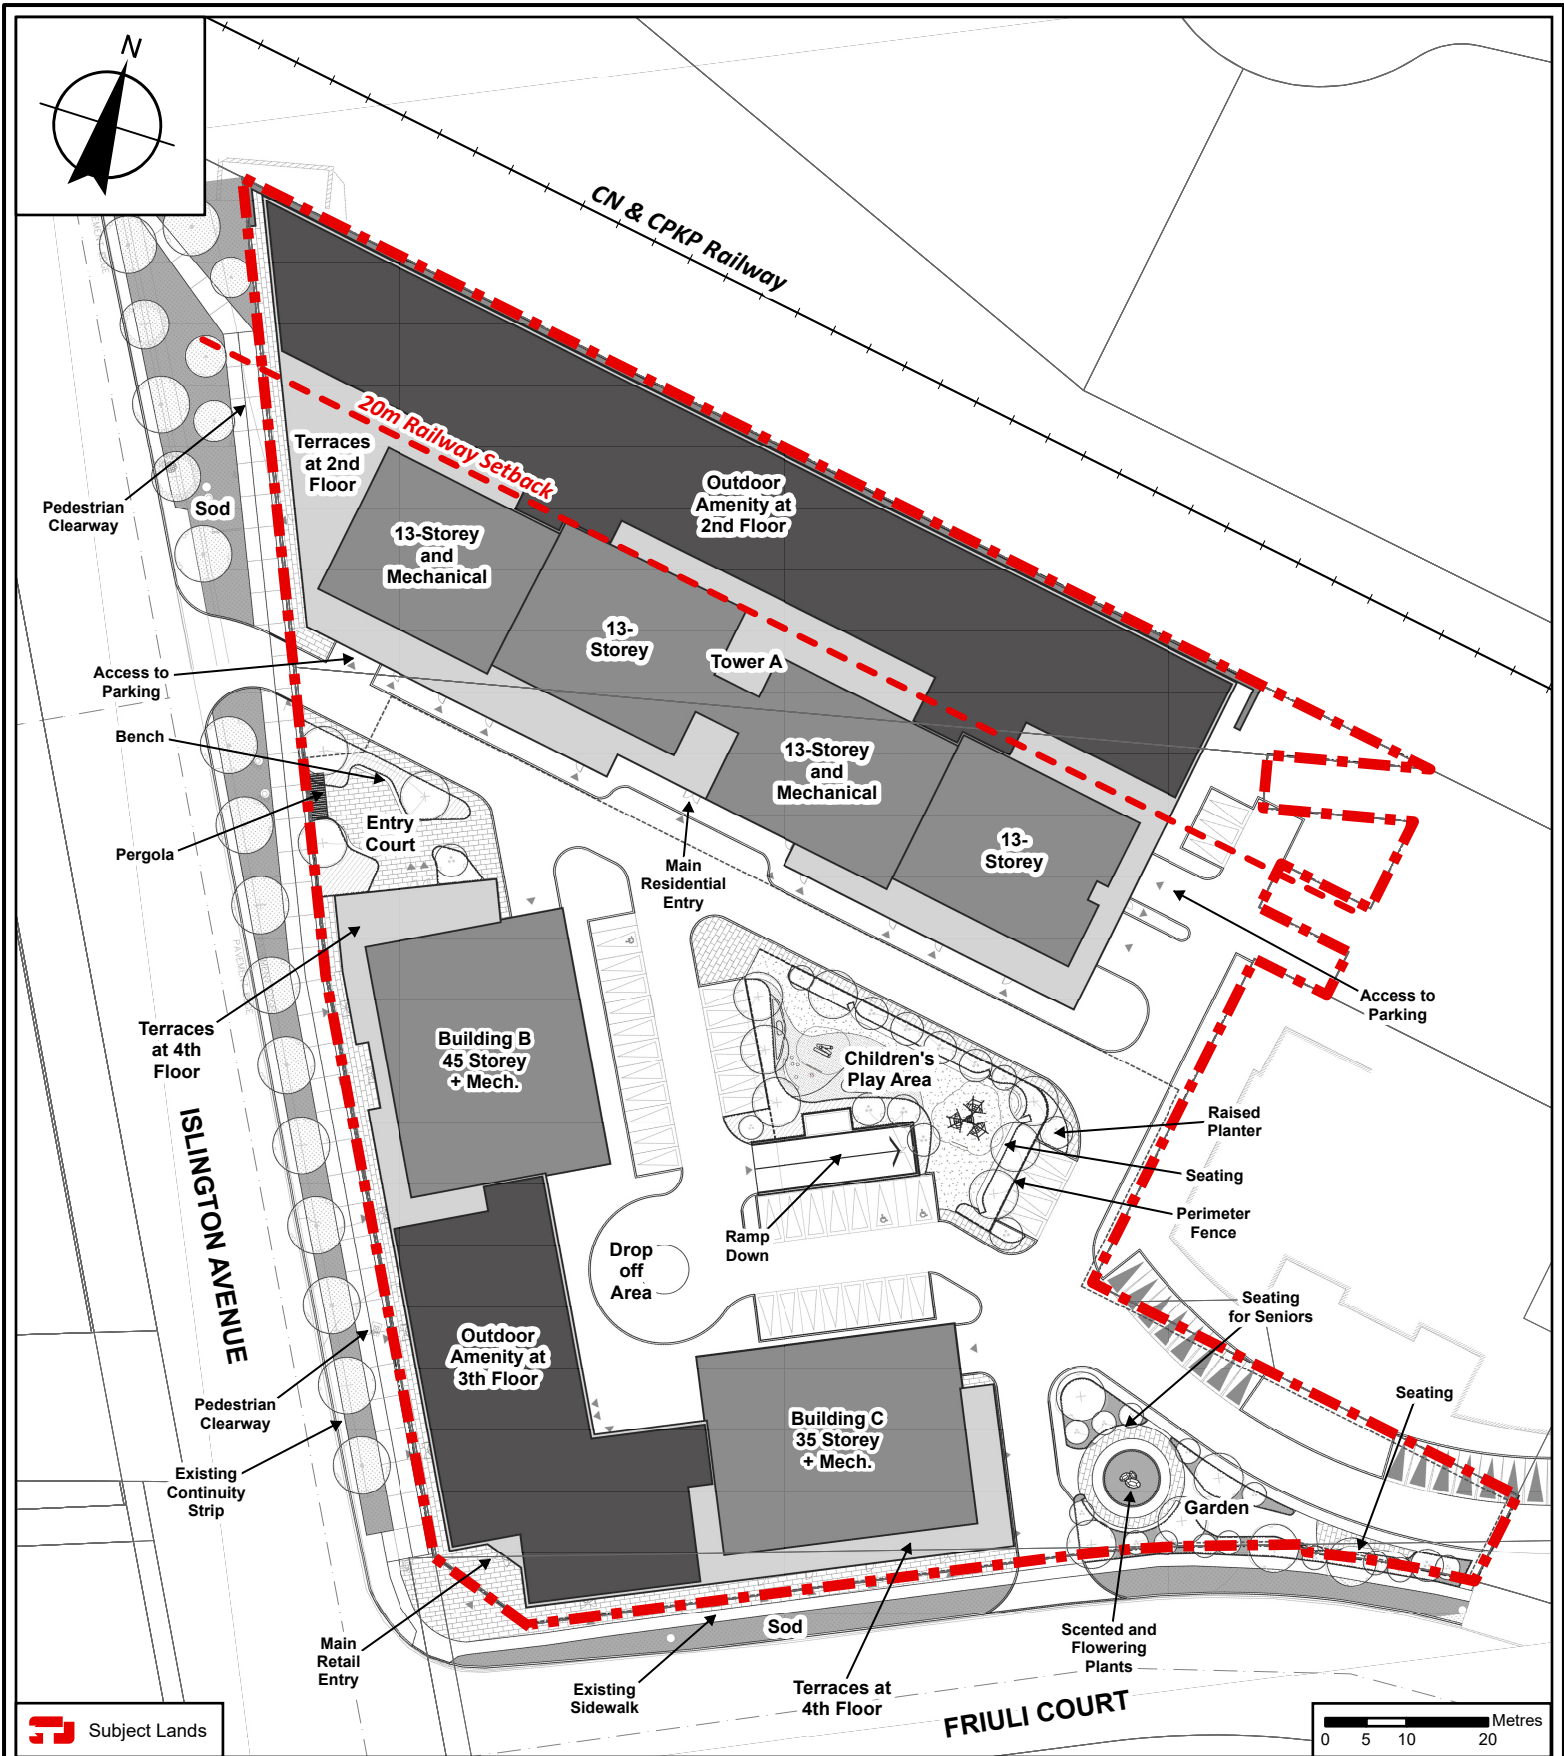 N
CN & CPKP Railway
20m Railway Setback
Terraces
at 2nd
Floor
Outdoor
Amenity at
2nd Floor
Pedestrian
Clearway
Sod
13-Storey
and
Mechanical
13-
Storey
Tower A
Access to
Parking
Bench
13-Storey
and
Mechanical
Entry
Court
Pergola
13-
Storey
Main
Residential
Entry
Access to
Parking
Terraces
at 4th
Floor
Building B
45 Storey
+ Mech.
Children's
Play Area
Raised
Planter
Seating
Perimeter
Fence
ISLINGTON AVENUE
Ramp
Down
Drop
off
Area
Seating
for Seniors
Outdoor
Amenity at
3th Floor
Pedestrian
Clearway
Seating
Building C
35 Storey
+ Mech.
Existing
Continuity
Strip
Garden
Main
Retail
Entry
Sod
Scented and
Flowering
Plants
Existing
Sidewalk
Terraces at
4th Floor
FRIULI COURT
Subject Lands
Metres
0 5 10 20